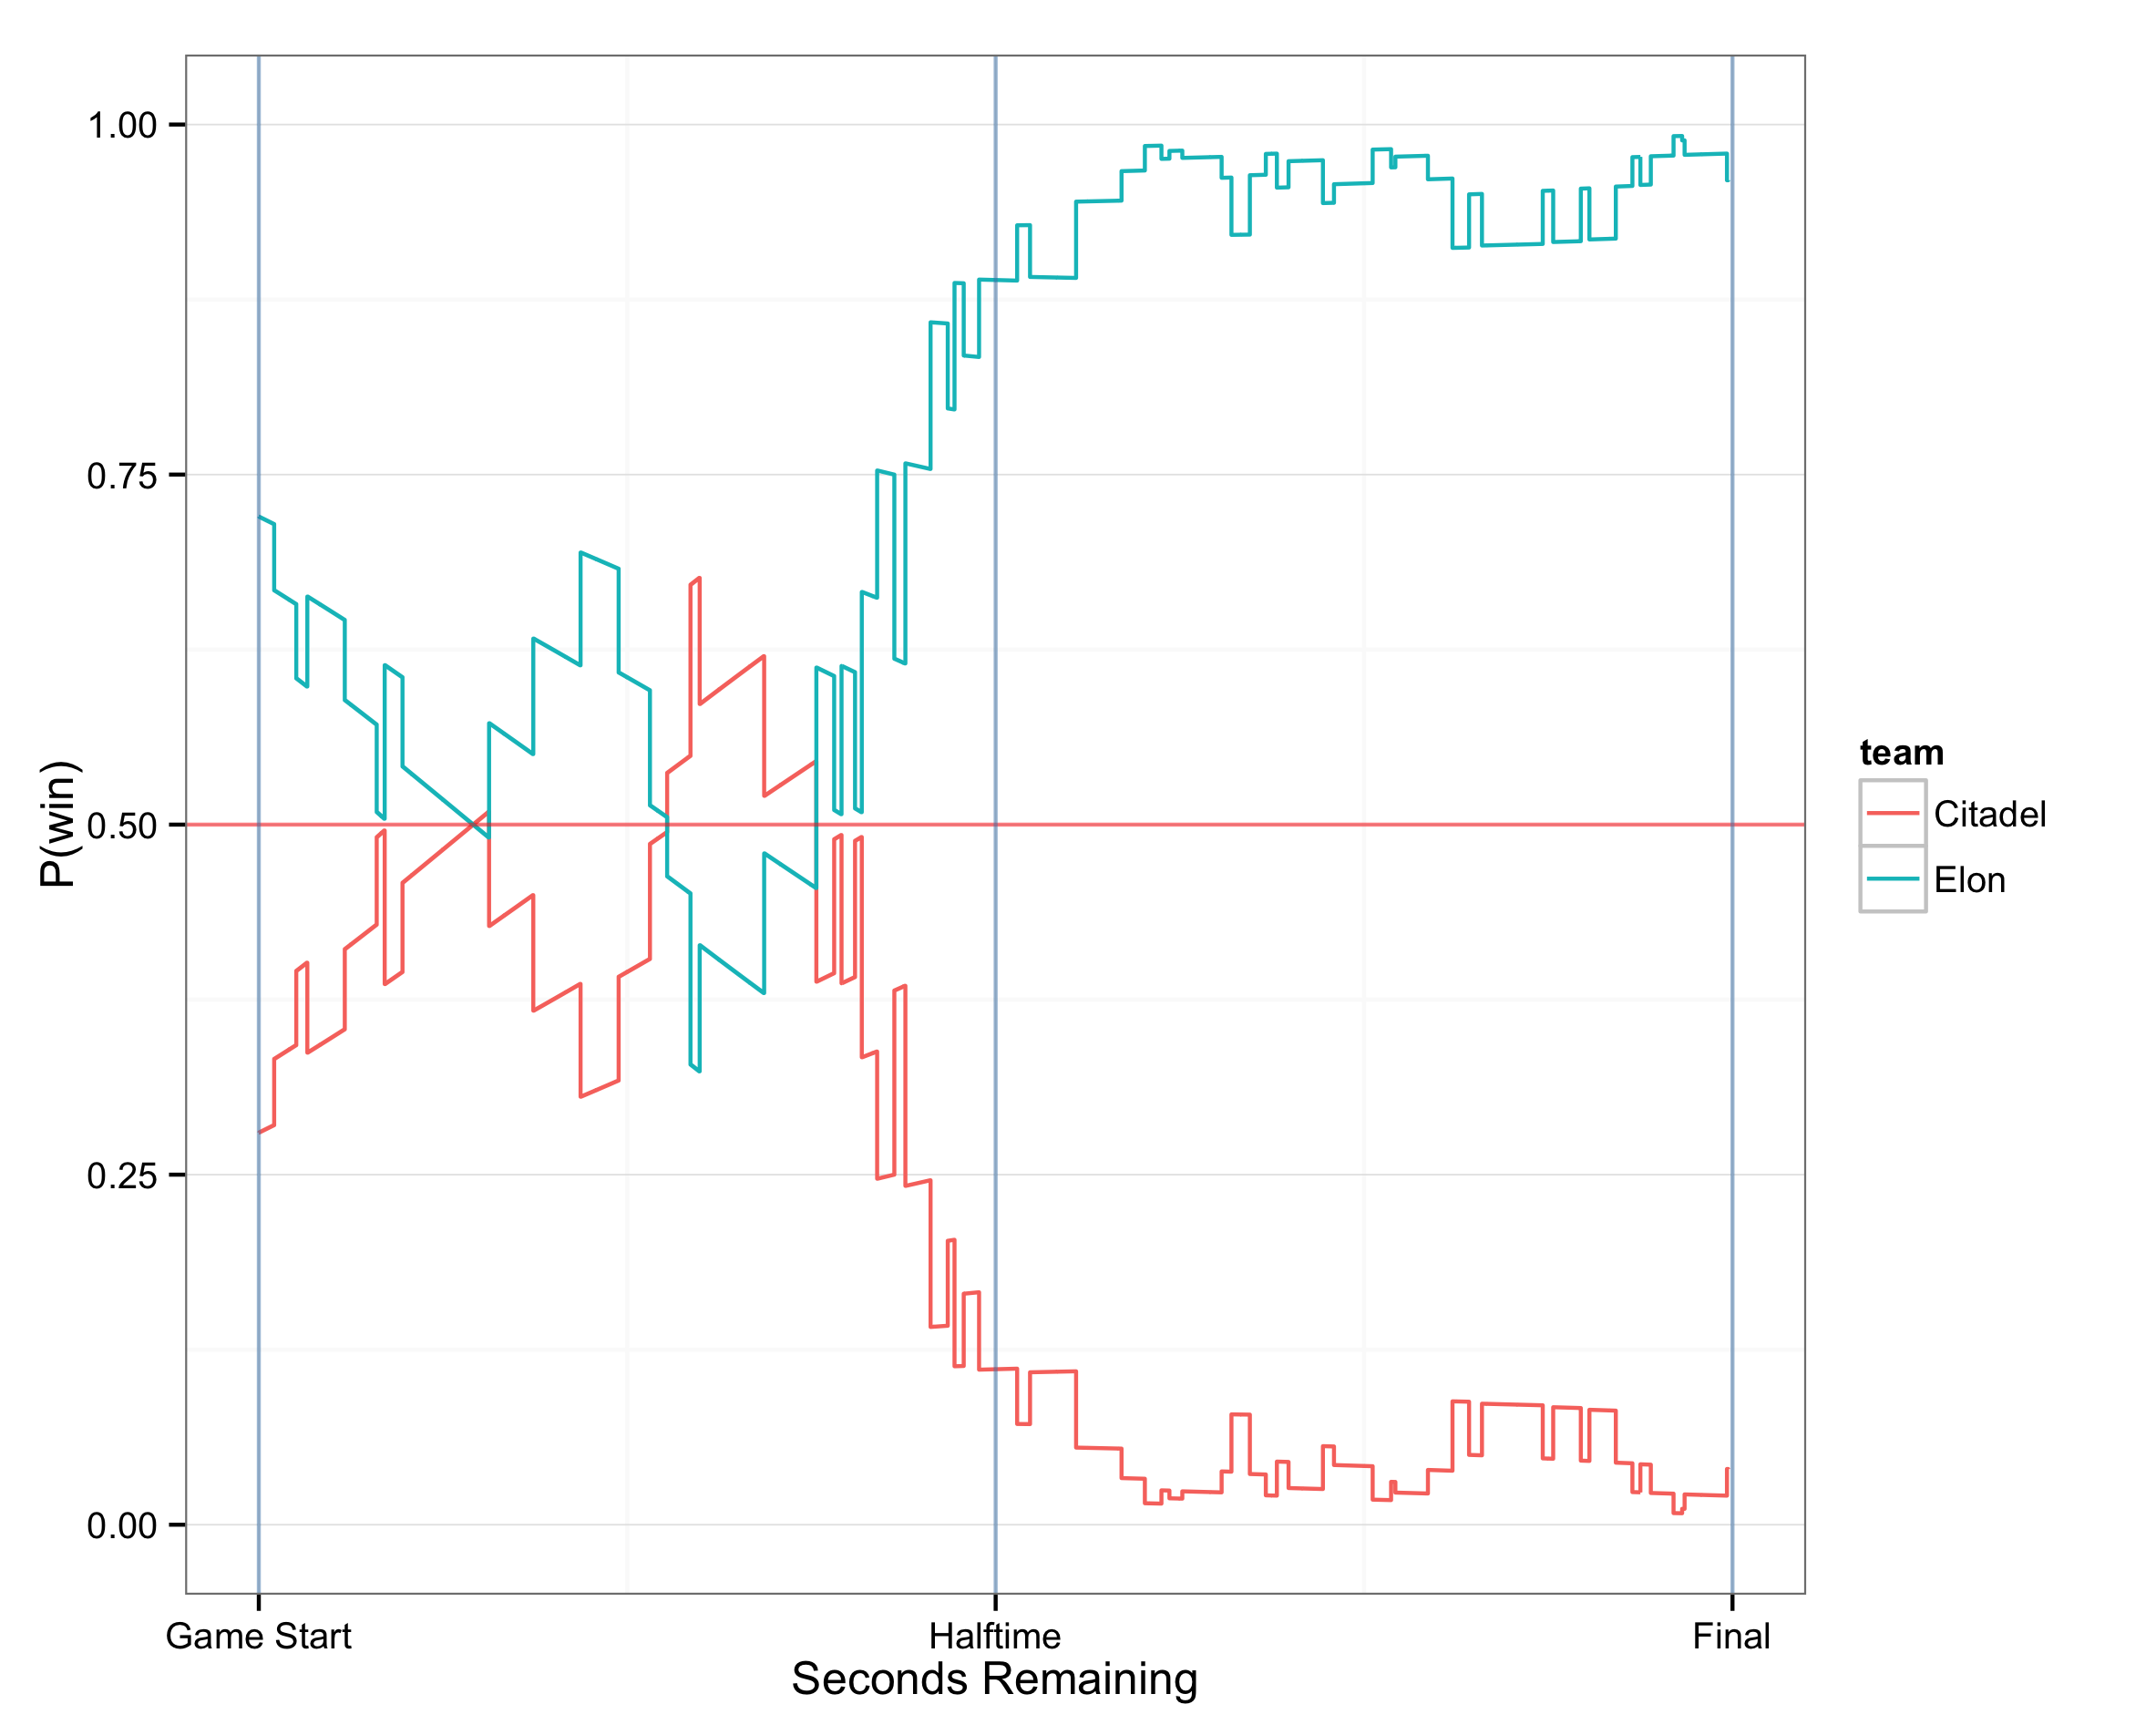 1.00
0.75
0.50
0.25
0.00
P(win)
Game Start
Halftime
Final
Seconds Remaining
team
Citadel
Elon